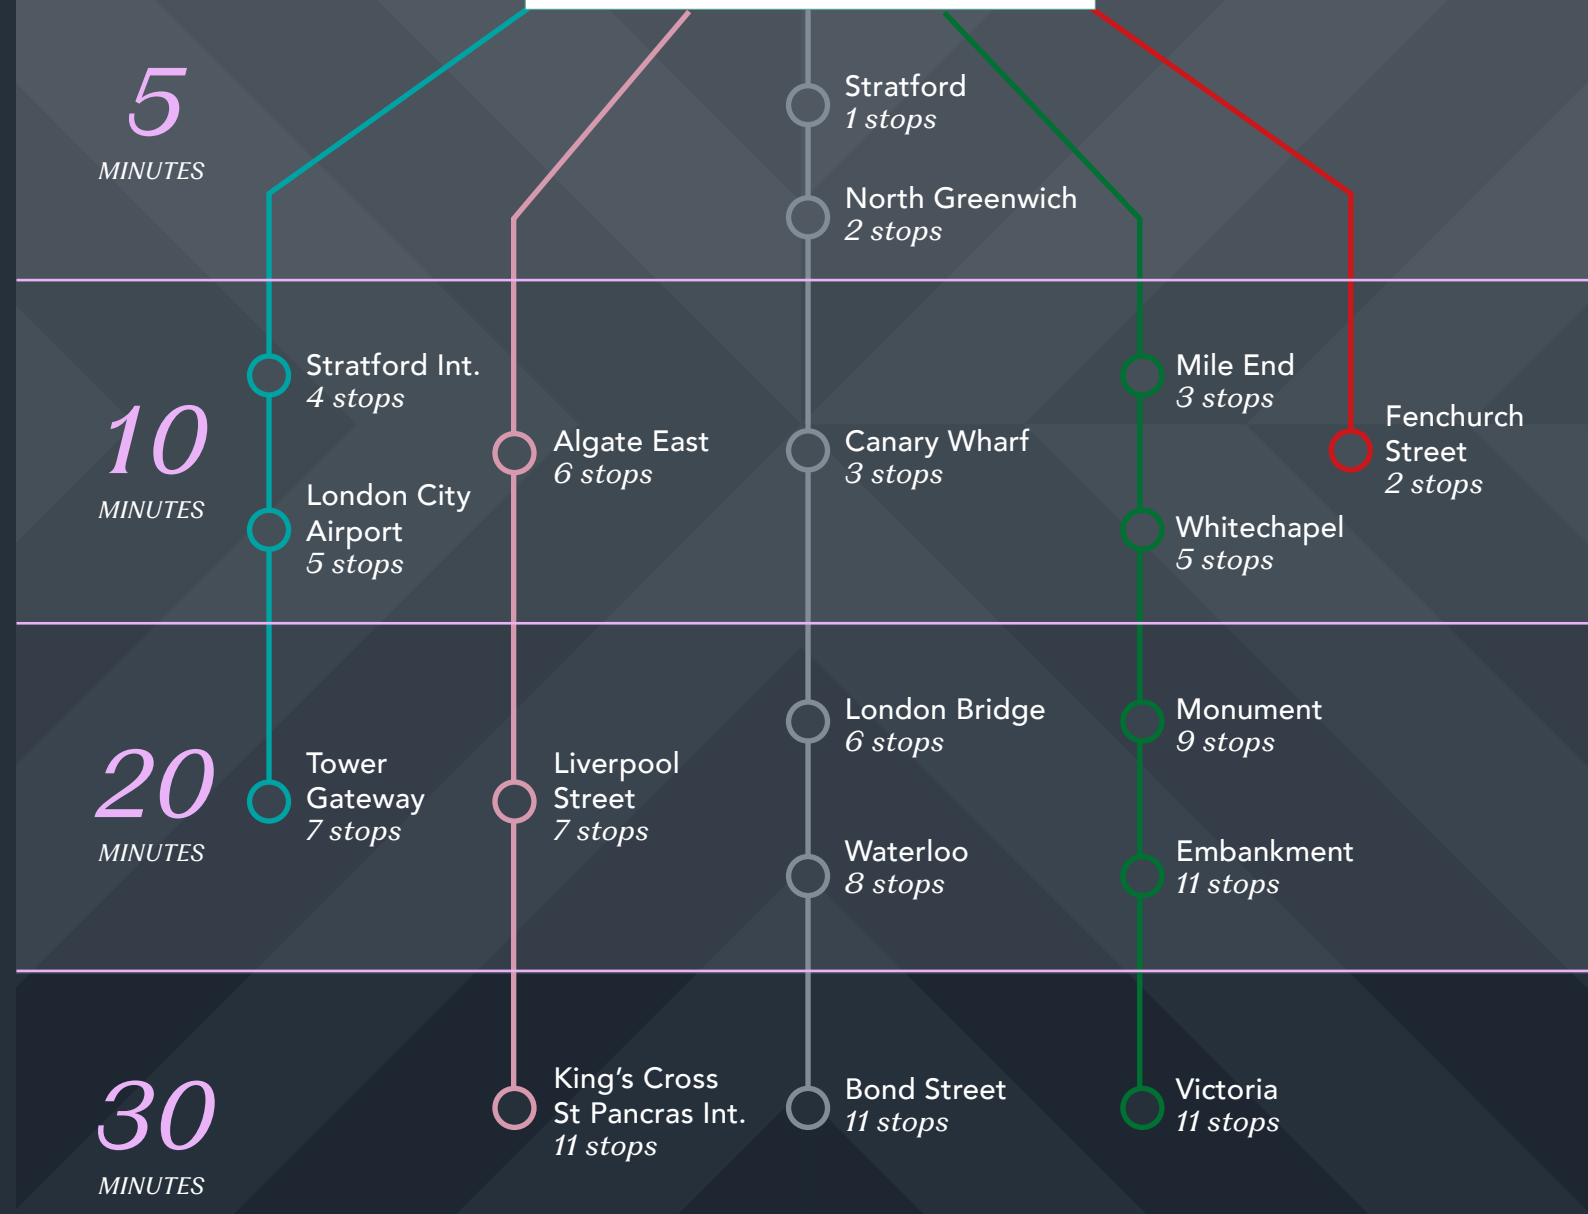 5
MINUTES
Stratford
1 stops
North Greenwich
2 stops
10
MINUTES
Stratford Int.
4 stops
London City
Airport
5 stops
Algate East
6 stops
Canary Wharf
3 stops
Mile End
3 stops
Whitechapel
5 stops
Fenchurch
Street
2 stops
20
MINUTES
Tower
Gateway
7 stops
Liverpool
Street
7 stops
London Bridge
6 stops
Waterloo
8 stops
Monument
9 stops
Embankment
11 stops
30
MINUTES
King’s Cross
St Pancras Int.
11 stops
Bond Street
11 stops
Victoria
11 stops